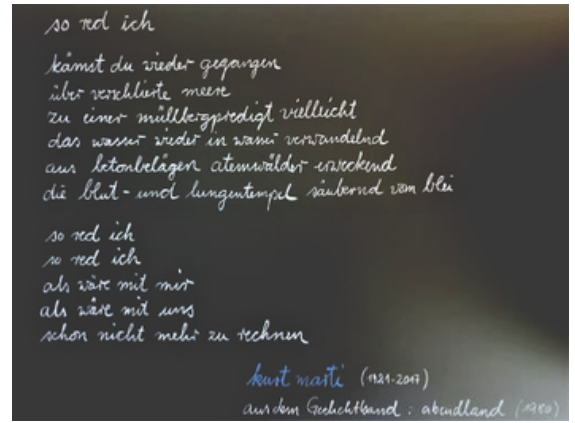 so red ich
kämst du wieder gegangen
über verschlierte meere
zu einer müllbergpredigt vielleicht
das wasser wieder in wasser verwandelnd
aus betonbelägen atemwälder erweckend
die blut- und lungentempel säubernd vom blei
so red ich
so red ich
als wäre mit mir
als wäre mit uns
schon nicht mehr zu rechnen
kurt marti (1921-2017)
aus dem Gedichtband: abendland (1980)